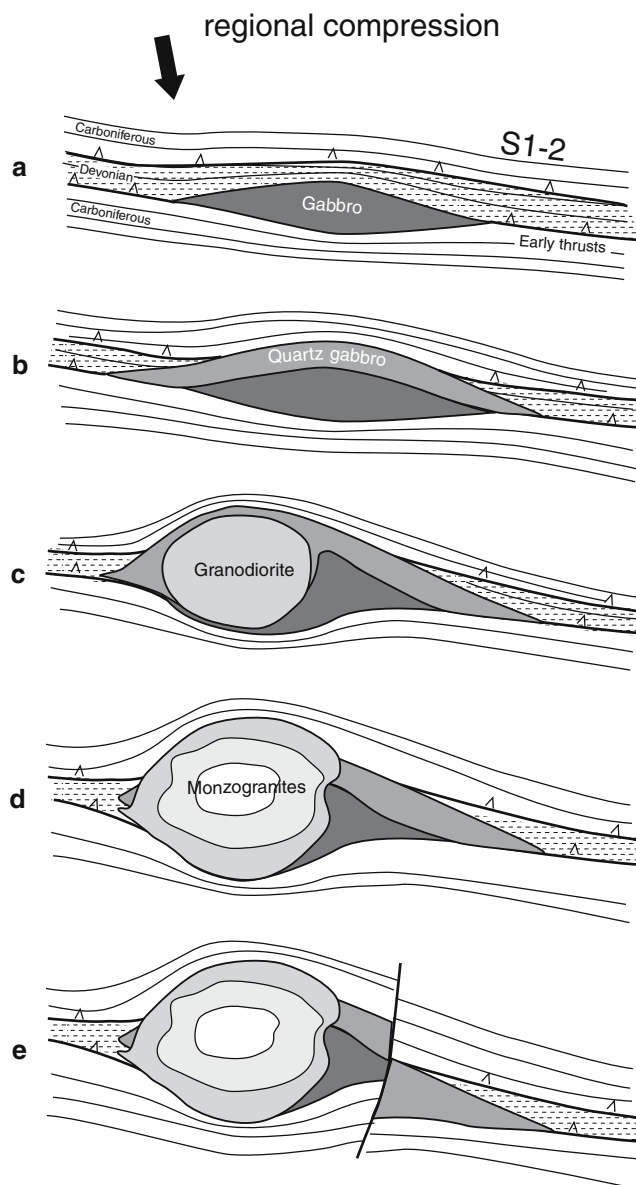 regional compression
a
Carboniferous
S1-2
Devonian
Gabbro
Carboniferous
Early thrusts
b
Quartz gabbro
c
Granodiorite
d
Monzogranites
e